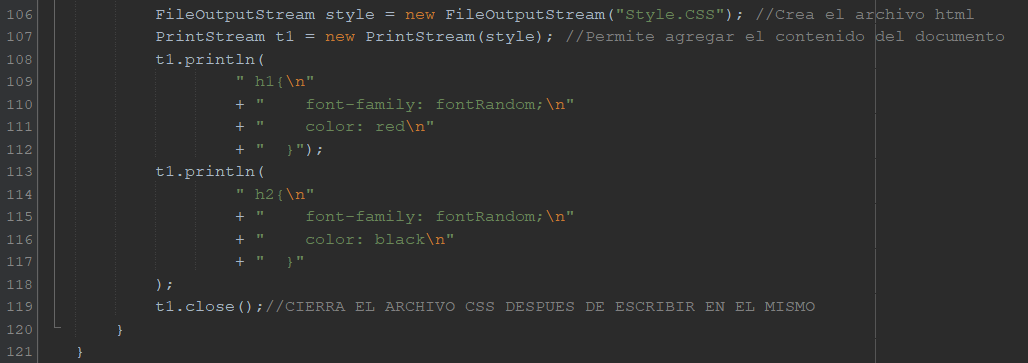 106 FileOutputStream style = new FileOutputStream("Style.CSS"); //Crea el archivo html
107 PrintStream t1 = new PrintStream(style); //Permite agregar el contenido del documento
108 t1.println(
109 " h1{\n"
110 + "    font-family: fontRandom;\n"
111 + "    color: red\n"
112 + "  }");
113 t1.println(
114 " h2{\n"
115 + "    font-family: fontRandom;\n"
116 + "    color: black\n"
117 + "  }"
118 );
119 t1.close();//CIERRA EL ARCHIVO CSS DESPUES DE ESCRIBIR EN EL MISMO
120 }
121 }